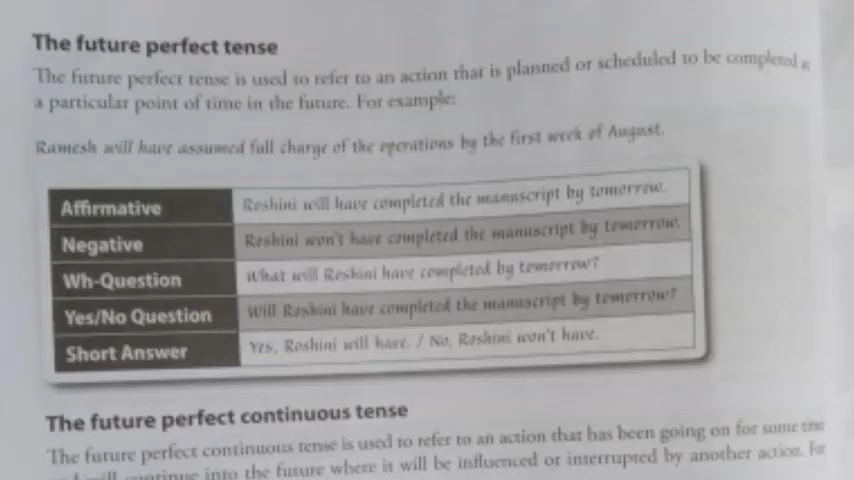 The future perfect tense
The future perfect tense is used to refer to an action that is planned or scheduled to be completed
a particular point of time in the future. For example:
Ramesh will have assumed full charge of the operations by the first week of August.
Affirmative Roshini will have completed the manuscript by tomorrow.
Negative Roshini won't have completed the manuscript by tomorrow.
Wh-Question What will Roshini have completed by tomorrow?
Yes/No Question Will Roshini have completed the manuscript by tomorrow?
Short Answer Yes, Roshini will have. / No, Roshini won't have.
The future perfect continuous tense
The future perfect continuous tense is used to refer to an action that has been going on for some time
and will continue into the future where it will be influenced or interrupted by another action. For